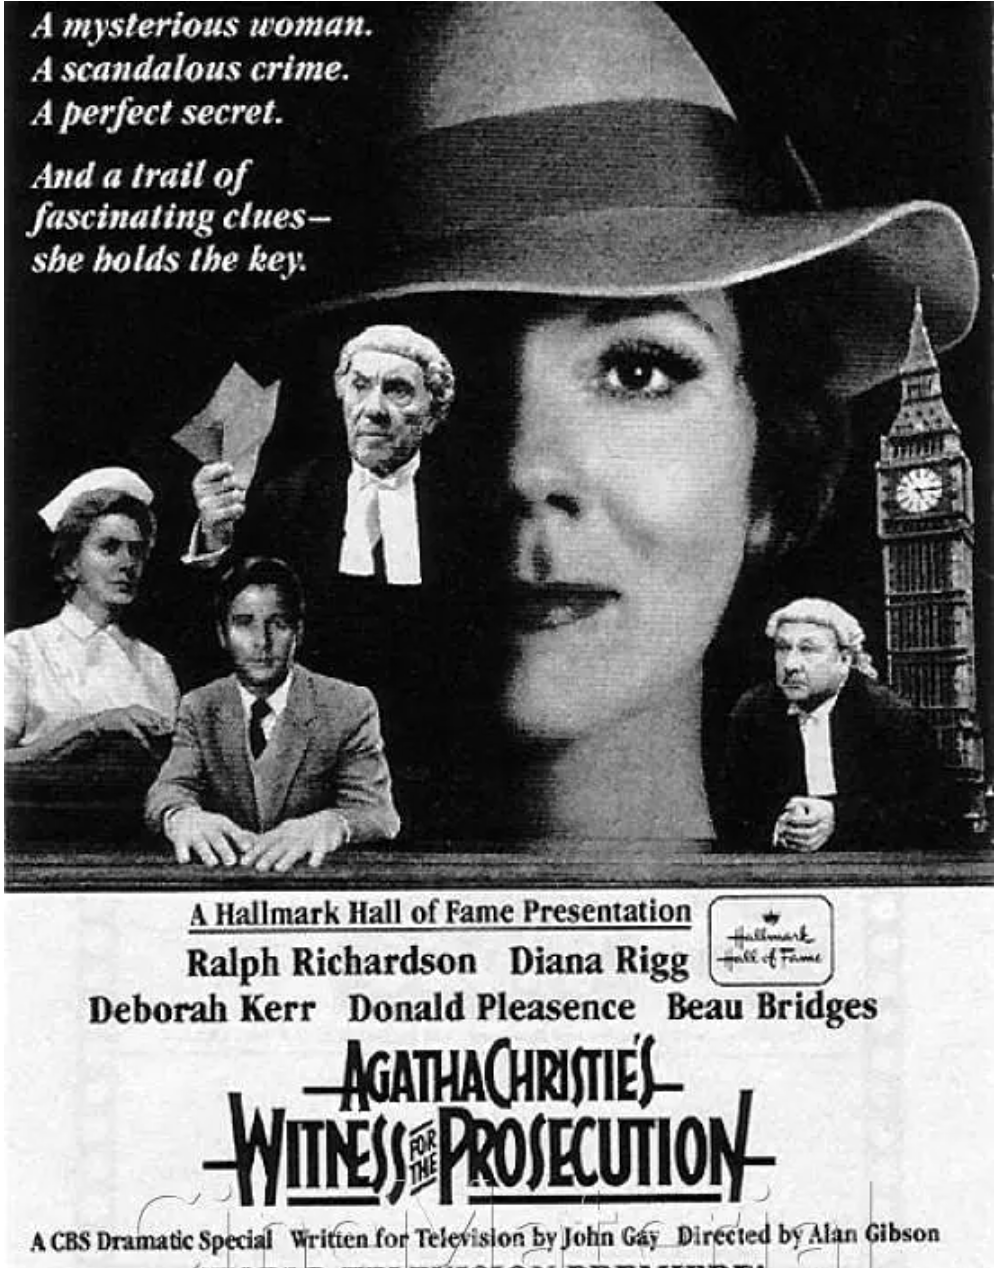 A mysterious woman.
A scandalous crime.
A perfect secret.
And a trail of
fascinating clues—
she holds the key.
A Hallmark Hall of Fame Presentation
Hallmark
Hall of Fame
Ralph Richardson Diana Rigg
Deborah Kerr Donald Pleasence Beau Bridges
AGATHA CHRISTIE'S
WITNESS FOR THE PROSECUTION
A CBS Dramatic Special Written for Television by John Gay Directed by Alan Gibson